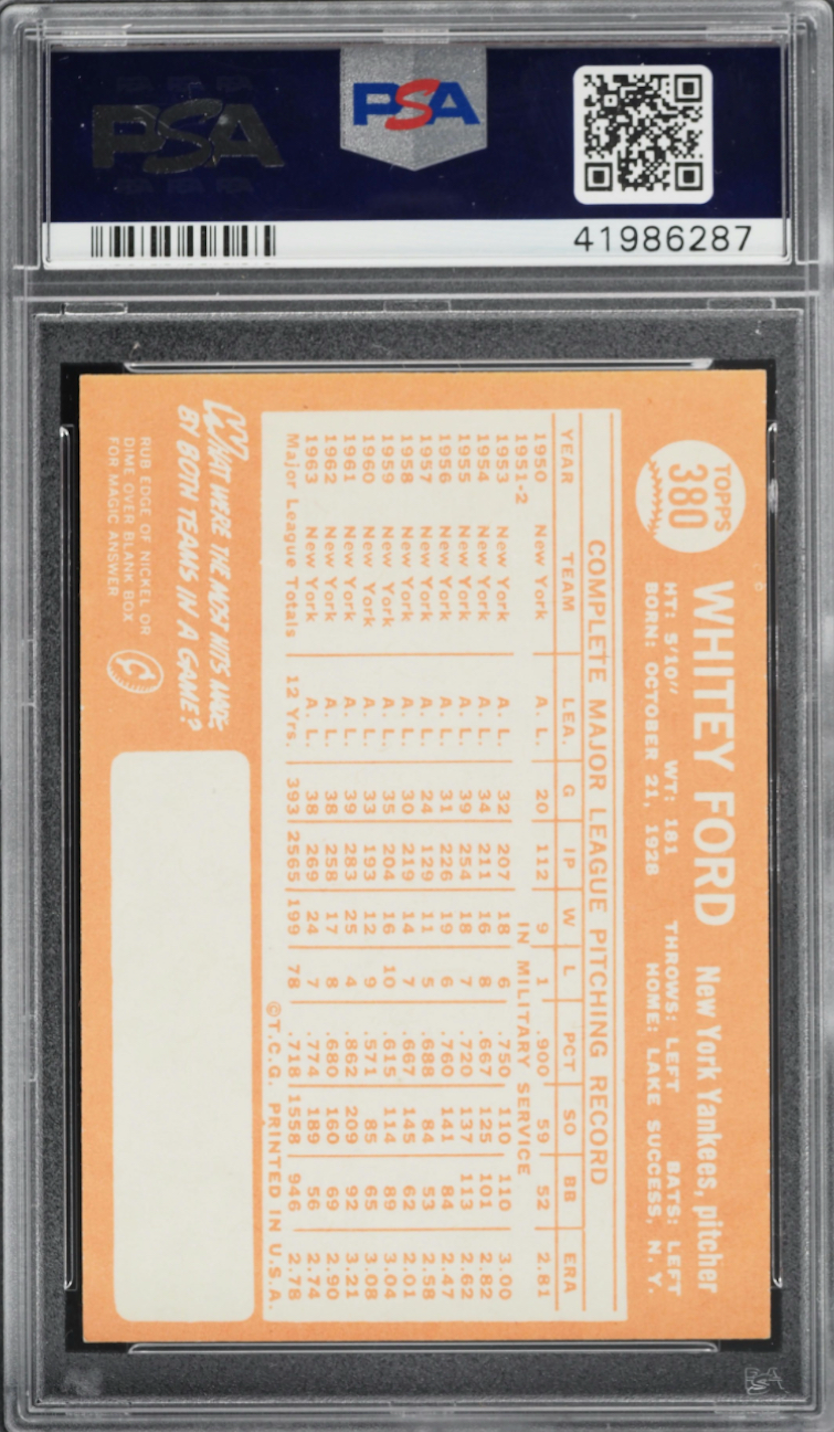 PSA
PSA
41986287
TOPPS
380
WHITEY FORD New York Yankees, pitcher
HT: 5'10" WT: 181 THROWS: LEFT BATS: LEFT
BORN: OCTOBER 21, 1928 HOME: LAKE SUCCESS, N. Y.
COMPLETE MAJOR LEAGUE PITCHING RECORD
YEAR TEAM LEA. G IP W L PCT SO BB ERA
1950 New York A. L. 20 112 9 1 .900 59 52 2.81
1951-2 IN MILITARY SERVICE
1953 New York A. L. 32 207 18 6 .750 110 110 3.00
1954 New York A. L. 34 211 16 8 .667 125 101 2.82
1955 New York A. L. 39 254 18 7 .720 137 113 2.62
1956 New York A. L. 31 226 19 6 .760 141 84 2.47
1957 New York A. L. 24 129 11 5 .688 84 53 2.58
1958 New York A. L. 30 219 14 7 .667 145 62 2.01
1959 New York A. L. 35 204 16 10 .615 114 89 3.04
1960 New York A. L. 33 193 12 9 .571 85 65 3.08
1961 New York A. L. 39 283 25 4 .862 209 92 3.21
1962 New York A. L. 38 258 17 8 .680 160 69 2.90
1963 New York A. L. 38 269 24 7 .774 189 56 2.74
Major League Totals 12 Yrs. 393 2565 199 78 .718 1558 946 2.78
©T.C.G. PRINTED IN U.S.A.
WHAT WERE THE MOST HITS MADE
BY BOTH TEAMS IN A GAME?
RUB EDGE OF NICKEL OR
DIME OVER BLANK BOX
FOR MAGIC ANSWER
PSA